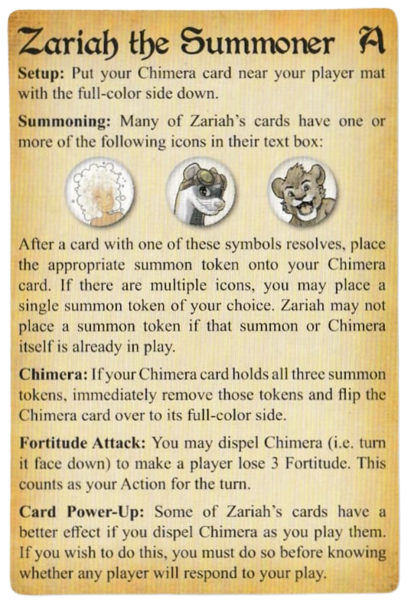 Zariah the Summoner A
Setup: Put your Chimera card near your player mat
with the full-color side down.
Summoning: Many of Zariah's cards have one or
more of the following icons in their text box:
After a card with one of these symbols resolves, place
the appropriate summon token onto your Chimera
card. If there are multiple icons, you may place a
single summon token of your choice. Zariah may not
place a summon token if that summon or Chimera
itself is already in play.
Chimera: If your Chimera card holds all three summon
tokens, immediately remove those tokens and flip the
Chimera card over to its full-color side.
Fortitude Attack: You may dispel Chimera (i.e. turn
it face down) to make a player lose 3 Fortitude. This
counts as your Action for the turn.
Card Power-Up: Some of Zariah's cards have a
better effect if you dispel Chimera as you play them.
If you wish to do this, you must do so before knowing
whether any player will respond to your play.